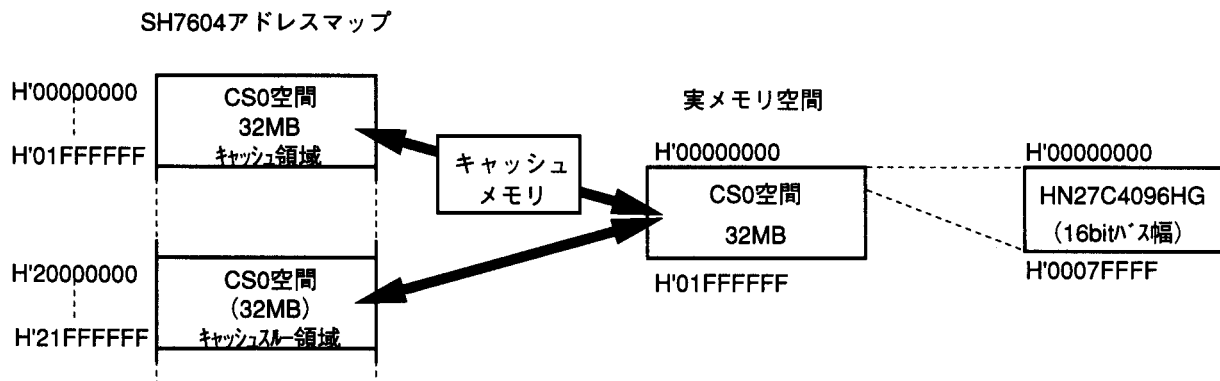 SH7604アドレスマップ
H'00000000
H'01FFFFFF
CS0空間
32MB
キャッシュ領域
H'20000000
H'21FFFFFF
CS0空間
(32MB)
キャッシュスルー領域
キャッシュ
メモリ
実メモリ空間
H'00000000
CS0空間
32MB
H'01FFFFFF
H'00000000
HN27C4096HG
(16bitバス幅)
H'0007FFFF